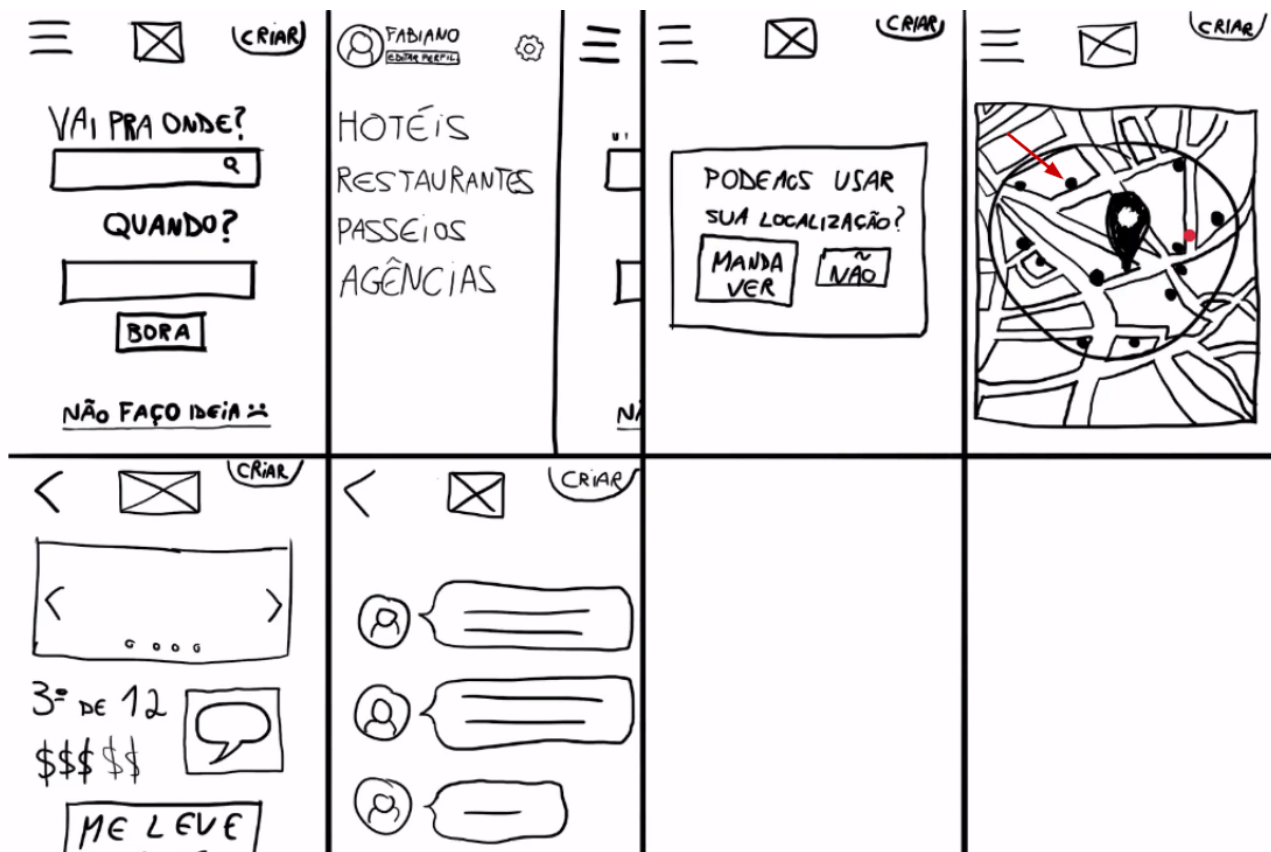 CRIAR
VAI PRA ONDE?
QUANDO?
BORA
NÃO FAÇO IDEIA
FABIANO
EDITAR PERFIL
HOTÉIS
RESTAURANTES
PASSEIOS
AGÊNCIAS
CRIAR
PODEMOS USAR
SUA LOCALIZAÇÃO?
MANDA
VER
NÃO
CRIAR
CRIAR
3º DE 12
$$$$$
ME LEVE
CRIAR